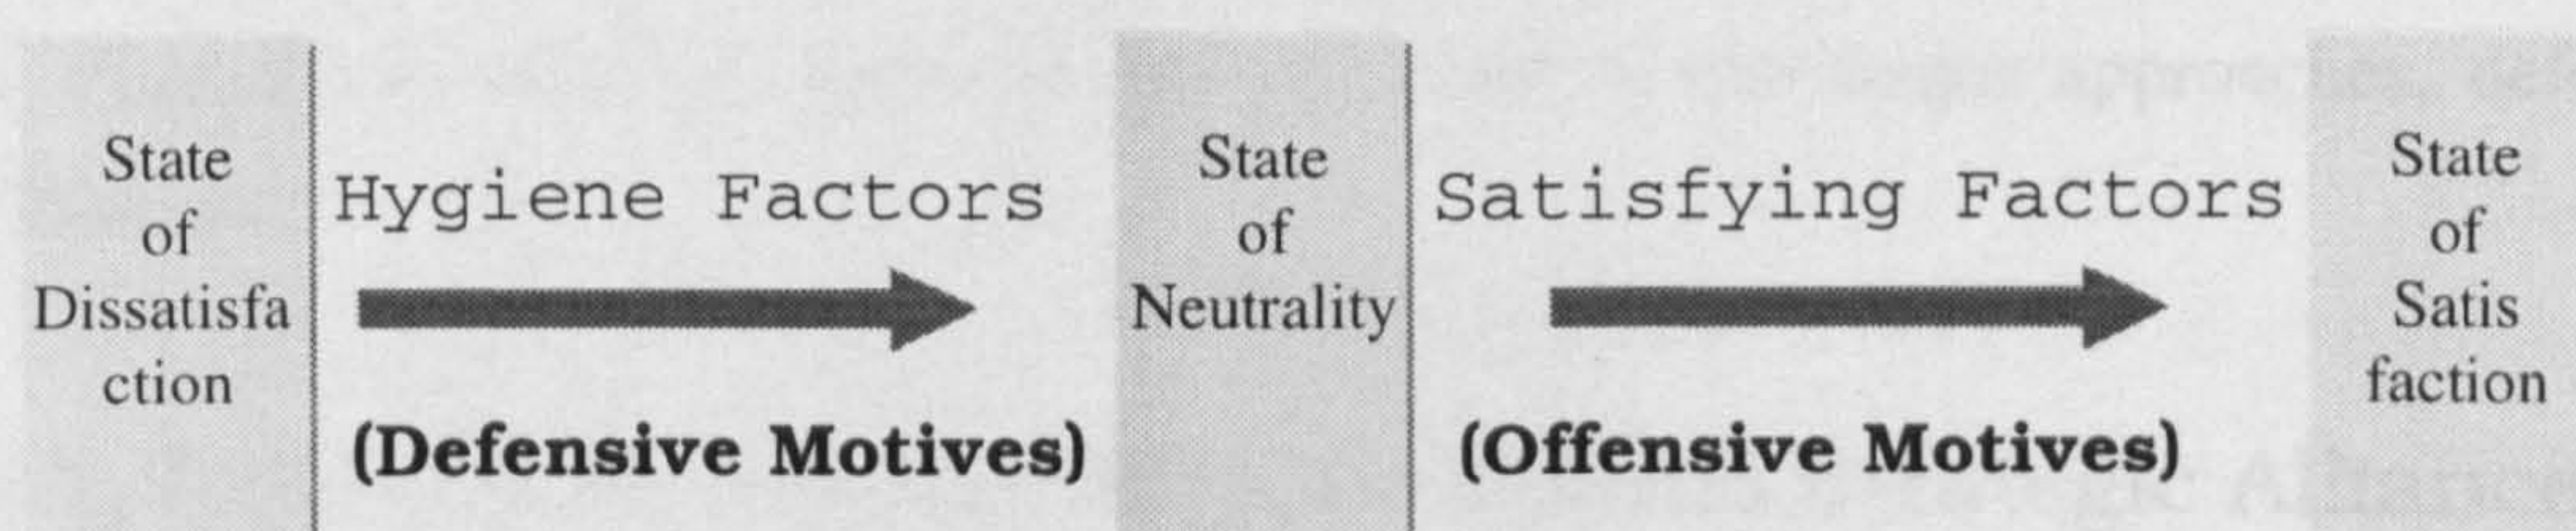 State
of
Dissatisfa
ction
Hygiene Factors
(Defensive Motives)
State
of
Neutrality
Satisfying Factors
(Offensive Motives)
State
of
Satis
faction